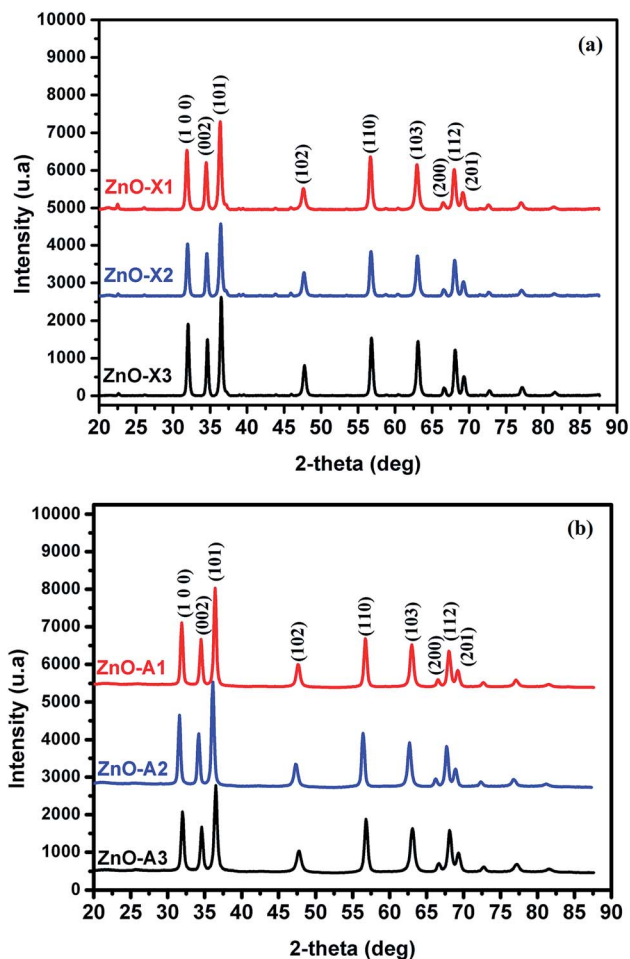 (a)
10000
9000
8000
7000
6000
5000
4000
3000
2000
1000
0
Intensity (u.a)
(1 0 0)
(002)
(101)
(102)
(110)
(103)
(200)
(112)
(201)
ZnO-X1
ZnO-X2
ZnO-X3
20 25 30 35 40 45 50 55 60 65 70 75 80 85 90
2-theta (deg)
(b)
10000
9000
8000
7000
6000
5000
4000
3000
2000
1000
0
Intensity (u.a)
(1 0 0)
(002)
(101)
(102)
(110)
(103)
(200)
(112)
(201)
ZnO-A1
ZnO-A2
ZnO-A3
20 25 30 35 40 45 50 55 60 65 70 75 80 85 90
2-theta (deg)